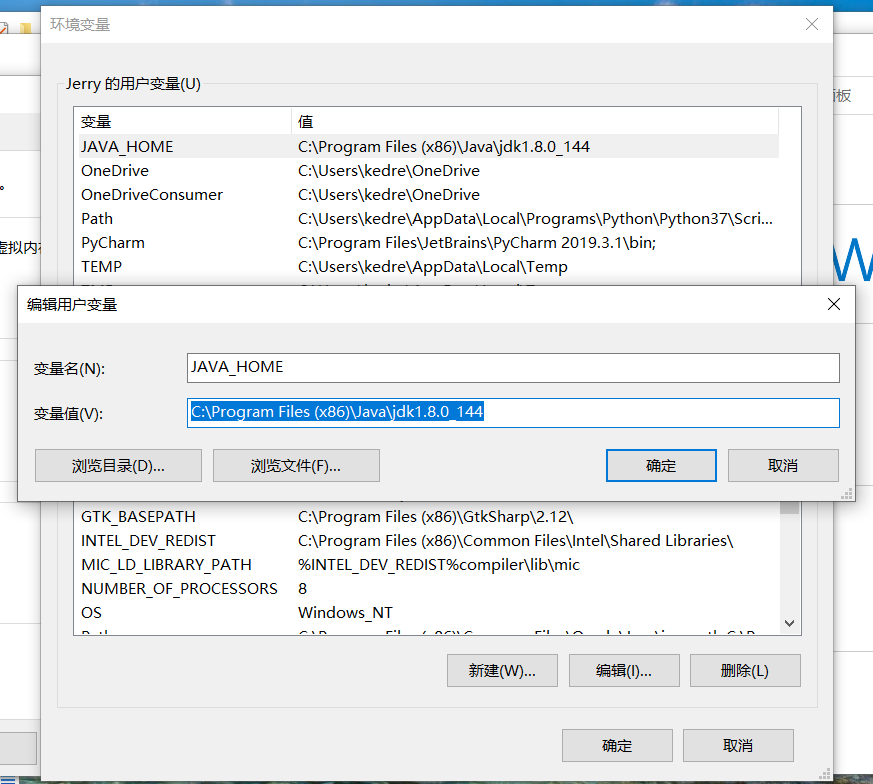 环境变量
Jerry 的用户变量(U)
变量 值
JAVA_HOME C:\Program Files (x86)\Java\jdk1.8.0_144
OneDrive C:\Users\kedre\OneDrive
OneDriveConsumer C:\Users\kedre\OneDrive
Path C:\Users\kedre\AppData\Local\Programs\Python\Python37\Scri...
PyCharm C:\Program Files\JetBrains\PyCharm 2019.3.1\bin;
TEMP C:\Users\kedre\AppData\Local\Temp
编辑用户变量
变量名(N): JAVA_HOME
变量值(V): C:\Program Files (x86)\Java\jdk1.8.0_144
浏览目录(D)... 浏览文件(F)... 确定 取消
GTK_BASEPATH C:\Program Files (x86)\GtkSharp\2.12\
INTEL_DEV_REDIST C:\Program Files (x86)\Common Files\Intel\Shared Libraries\
MIC_LD_LIBRARY_PATH %INTEL_DEV_REDIST%compiler\lib\mic
NUMBER_OF_PROCESSORS 8
OS Windows_NT
新建(W)... 编辑(I)... 删除(L)
确定 取消
虚拟内
板
W